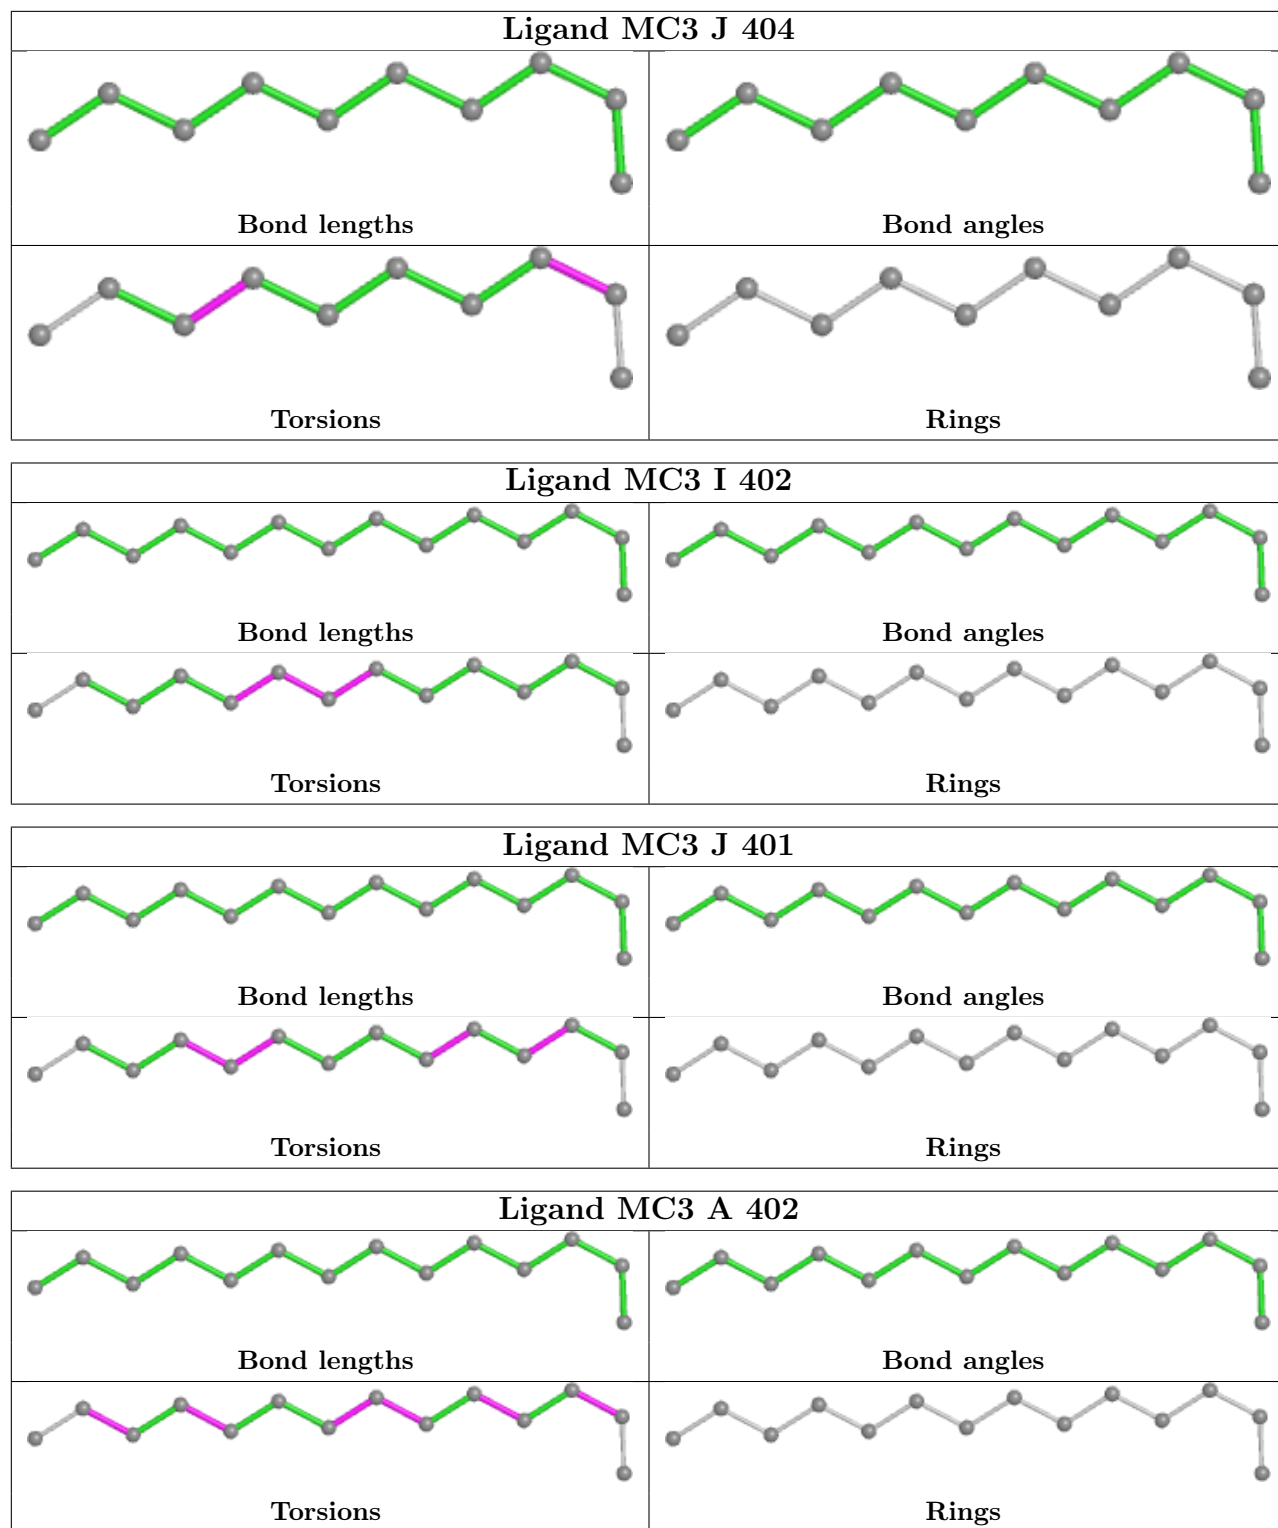 Ligand MC3 J 404
Bond lengths Bond angles
Torsions Rings
Ligand MC3 I 402
Bond lengths Bond angles
Torsions Rings
Ligand MC3 J 401
Bond lengths Bond angles
Torsions Rings
Ligand MC3 A 402
Bond lengths Bond angles
Torsions Rings